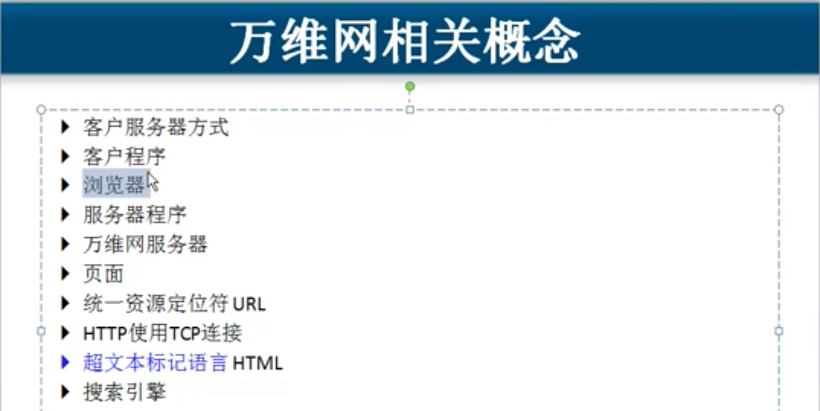 万维网相关概念
客户服务器方式
客户程序
浏览器
服务器程序
万维网服务器
页面
统一资源定位符 URL
HTTP使用TCP连接
超文本标记语言 HTML
搜索引擎